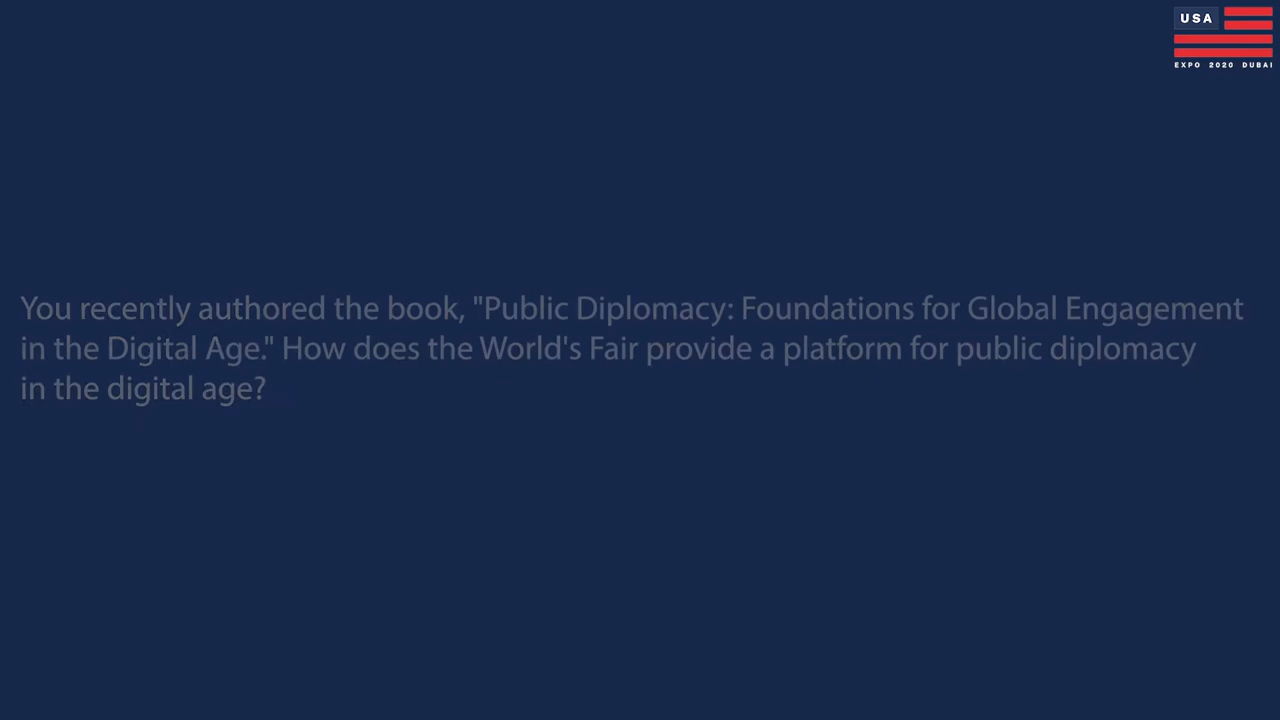 USA
EXPO 2020 DUBAI
You recently authored the book, "Public Diplomacy: Foundations for Global Engagement
in the Digital Age." How does the World's Fair provide a platform for public diplomacy
in the digital age?